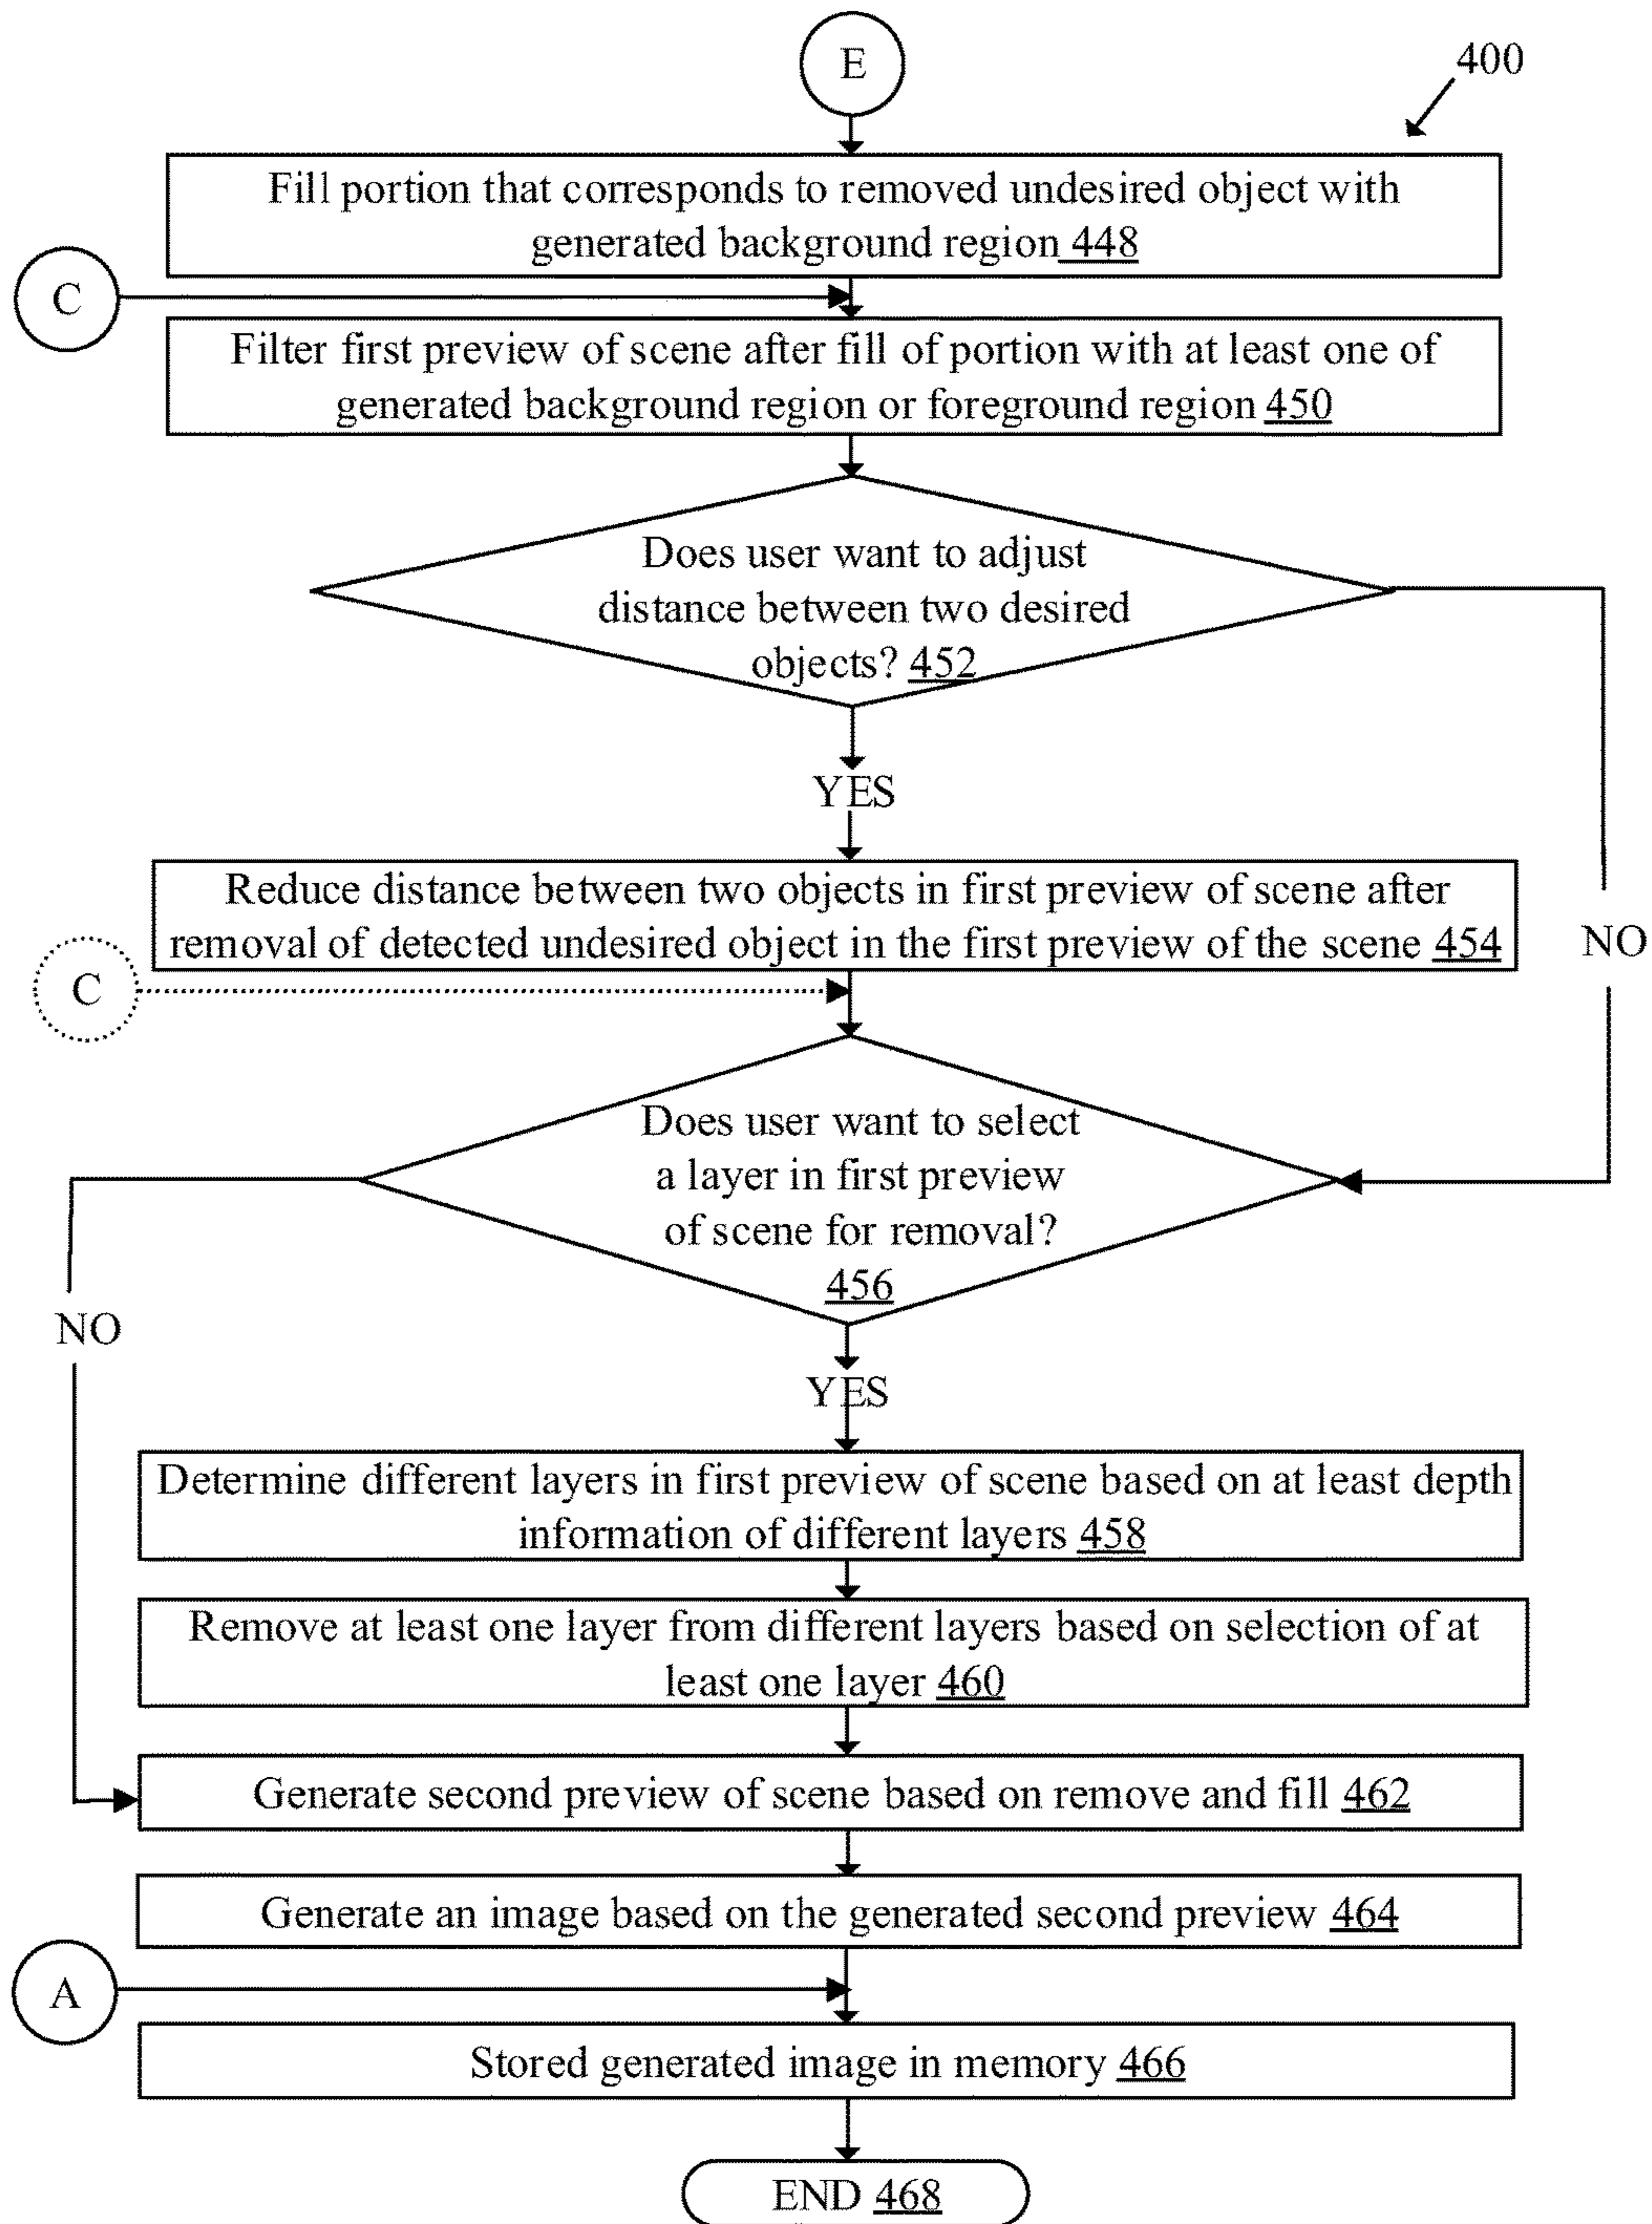 E
400
Fill portion that corresponds to removed undesired object with
generated background region 448
C
Filter first preview of scene after fill of portion with at least one of
generated background region or foreground region 450
Does user want to adjust
distance between two desired
objects? 452
YES
Reduce distance between two objects in first preview of scene after
removal of detected undesired object in the first preview of the scene 454
NO
C
Does user want to select
a layer in first preview
of scene for removal?
456
NO
YES
Determine different layers in first preview of scene based on at least depth
information of different layers 458
Remove at least one layer from different layers based on selection of at
least one layer 460
Generate second preview of scene based on remove and fill 462
Generate an image based on the generated second preview 464
A
Stored generated image in memory 466
END 468